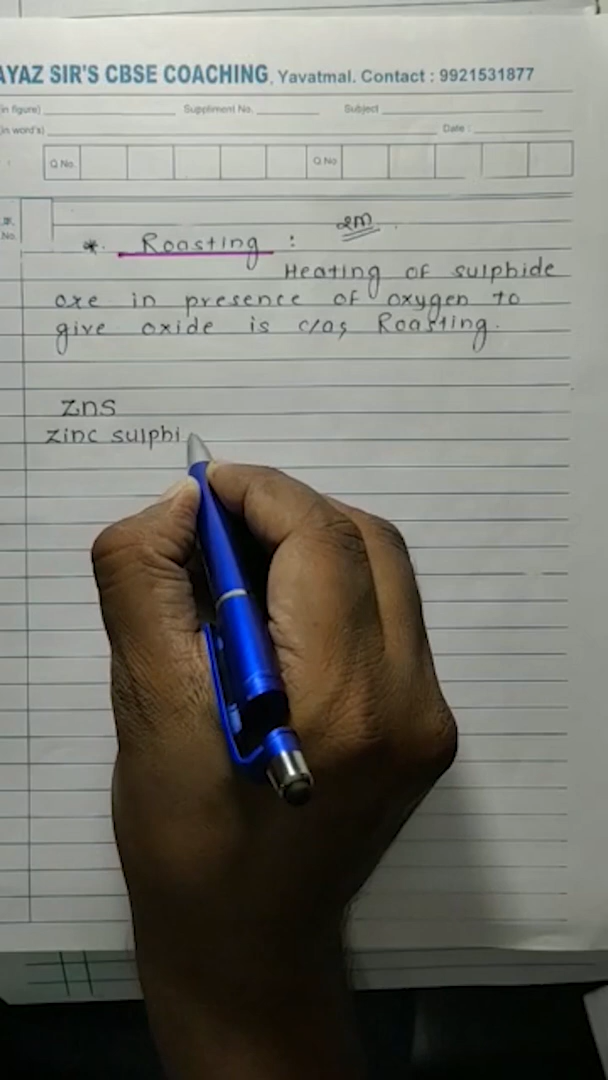 AYAZ SIR'S CBSE COACHING, Yavatmal. Contact : 9921531877
in figure) Suppliment No. Subject
in word's) Date :
Q No. Q No
No.
2m
*. Roasting :
Heating of sulphide
ore in presence of oxygen to
give oxide is c/as Roasting.
ZnS
zinc sulphi